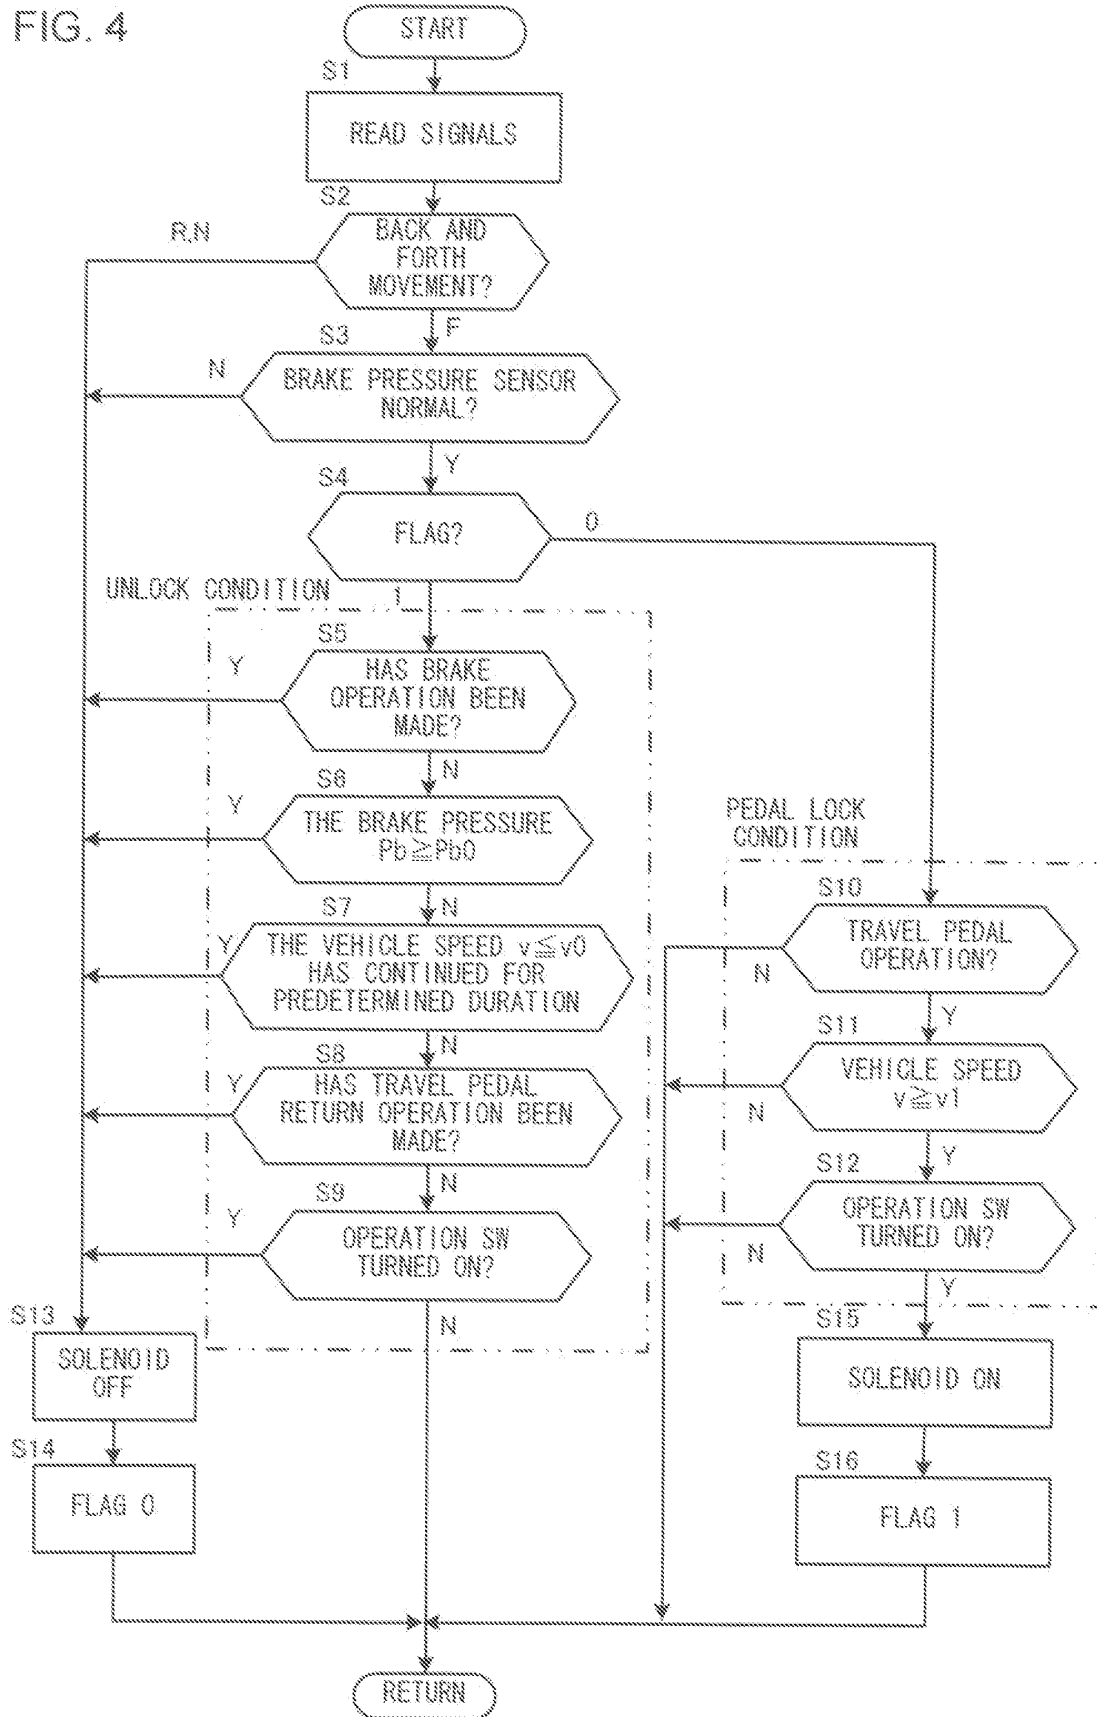 FIG. 4
START
S1
READ SIGNALS
S2
R,N
BACK AND
FORTH
MOVEMENT?
F
S3
N
BRAKE PRESSURE SENSOR
NORMAL?
Y
S4
FLAG?
0
1
UNLOCK CONDITION
S5
Y
HAS BRAKE
OPERATION BEEN
MADE?
N
S6
Y
THE BRAKE PRESSURE
Pb≧Pb0
N
S7
Y
THE VEHICLE SPEED v≦v0
HAS CONTINUED FOR
PREDETERMINED DURATION
N
S8
Y
HAS TRAVEL PEDAL
RETURN OPERATION BEEN
MADE?
N
S9
Y
OPERATION SW
TURNED ON?
N
PEDAL LOCK
CONDITION
S10
TRAVEL PEDAL
OPERATION?
N
Y
S11
VEHICLE SPEED
v≧v1
N
Y
S12
OPERATION SW
TURNED ON?
N
Y
S13
SOLENOID
OFF
S14
FLAG 0
S15
SOLENOID ON
S16
FLAG 1
RETURN